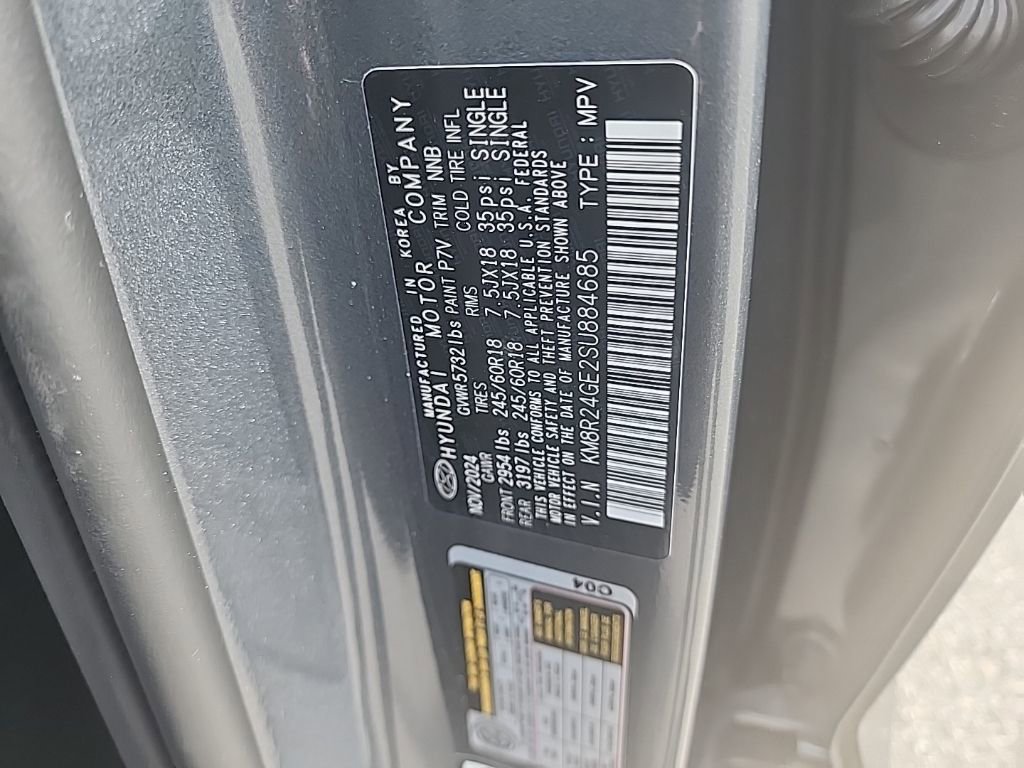 MANUFACTURED IN KOREA BY
HYUNDAI MOTOR COMPANY
NOV/2024 GVWR 5732 lbs PAINT P7V TRIM NNB
GAWR TIRES RIMS COLD TIRE INFL
FRONT 2954 lbs 245/60R18 7.5JX18 35psi SINGLE
REAR 3197 lbs 245/60R18 7.5JX18 35psi SINGLE
THIS VEHICLE CONFORMS TO ALL APPLICABLE U.S.A. FEDERAL
MOTOR VEHICLE SAFETY AND THEFT PREVENTION STANDARDS
IN EFFECT ON THE DATE OF MANUFACTURE SHOWN ABOVE
V.I.N KM8R24GE2SU884685 TYPE : MPV
C04